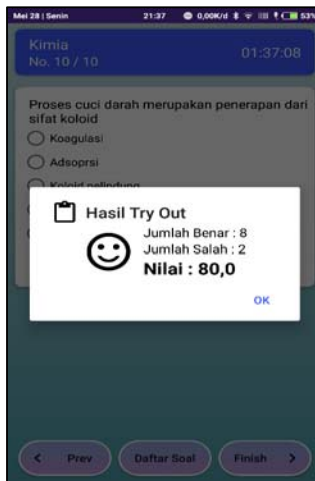 Mei 28 | Senin 21:37 0,00K/d 53%
Kimia 01:37:08
No. 10 / 10
Proses cuci darah merupakan penerapan dari
sifat koloid
Koagulasi
Adsoprsi
Koloid pelindung
Hasil Try Out
Jumlah Benar : 8
Jumlah Salah : 2
Nilai : 80,0
OK
< Prev Daftar Soal Finish >